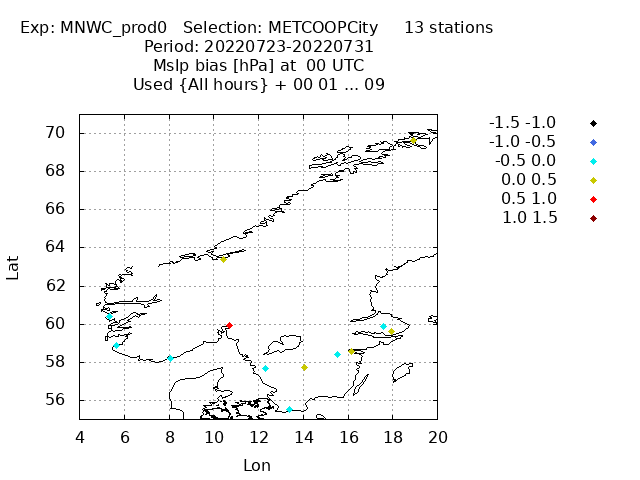 Exp: MNWC_prod0 Selection: METCOOPCity 13 stations
Period: 20220723-20220731
Mslp bias [hPa] at 00 UTC
Used {All hours} + 00 01 ... 09
-1.5 -1.0
-1.0 -0.5
-0.5 0.0
0.0 0.5
0.5 1.0
1.0 1.5
70
68
66
64
62
60
58
56
Lat
4 6 8 10 12 14 16 18 20
Lon